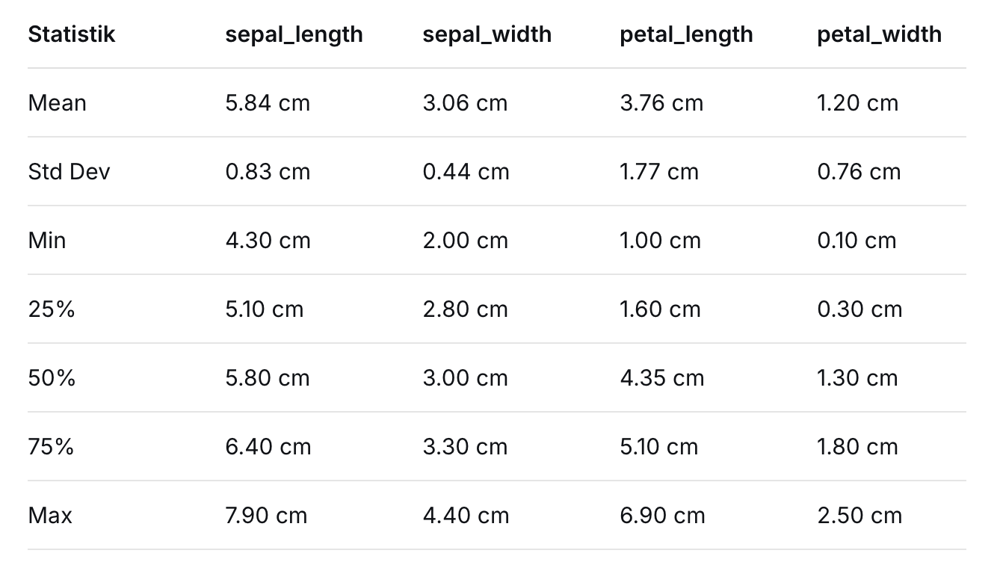 Statistik sepal_length sepal_width petal_length petal_width
Mean 5.84 cm 3.06 cm 3.76 cm 1.20 cm
Std Dev 0.83 cm 0.44 cm 1.77 cm 0.76 cm
Min 4.30 cm 2.00 cm 1.00 cm 0.10 cm
25% 5.10 cm 2.80 cm 1.60 cm 0.30 cm
50% 5.80 cm 3.00 cm 4.35 cm 1.30 cm
75% 6.40 cm 3.30 cm 5.10 cm 1.80 cm
Max 7.90 cm 4.40 cm 6.90 cm 2.50 cm